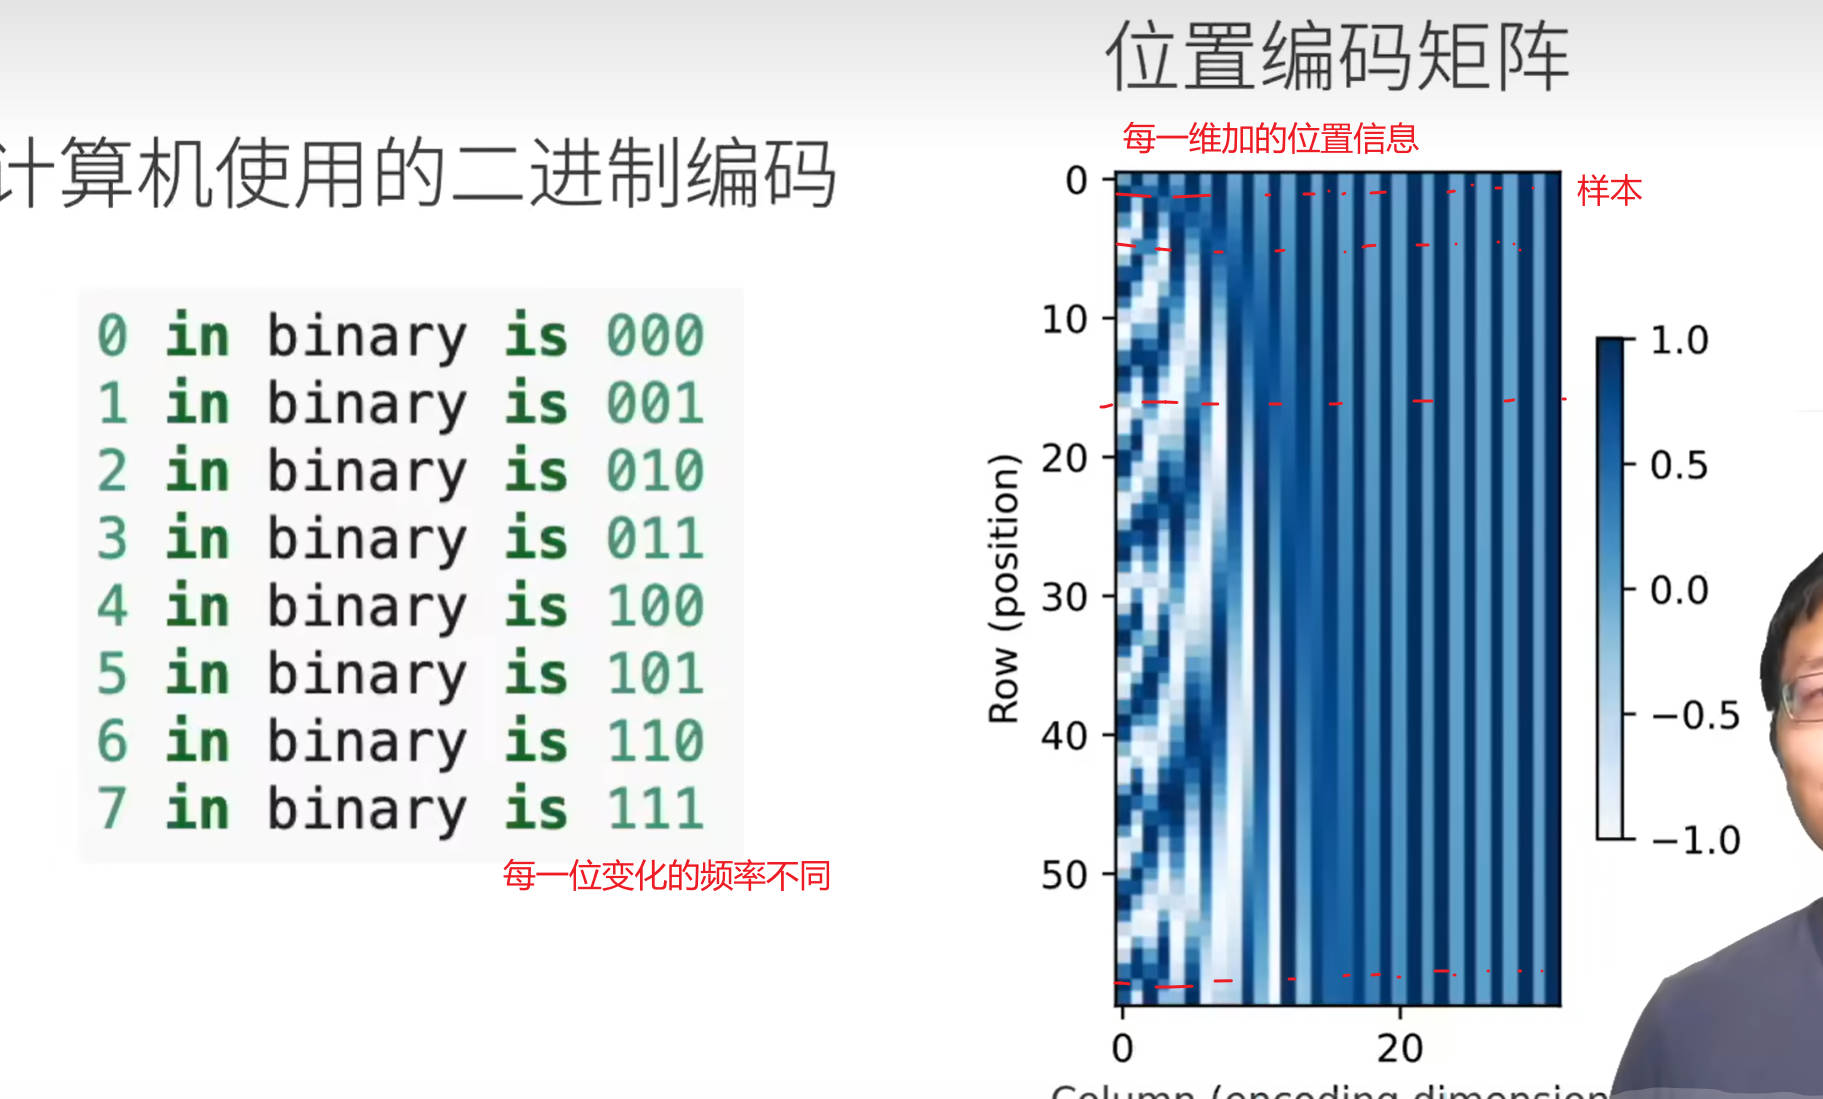 计算机使用的二进制编码
0 in binary is 000
1 in binary is 001
2 in binary is 010
3 in binary is 011
4 in binary is 100
5 in binary is 101
6 in binary is 110
7 in binary is 111
每一位变化的频率不同
位置编码矩阵
每一维加的位置信息
样本
0
10
20
30
40
50
Row (position)
0
20
Column (encoding dimension
1.0
0.5
0.0
−0.5
−1.0